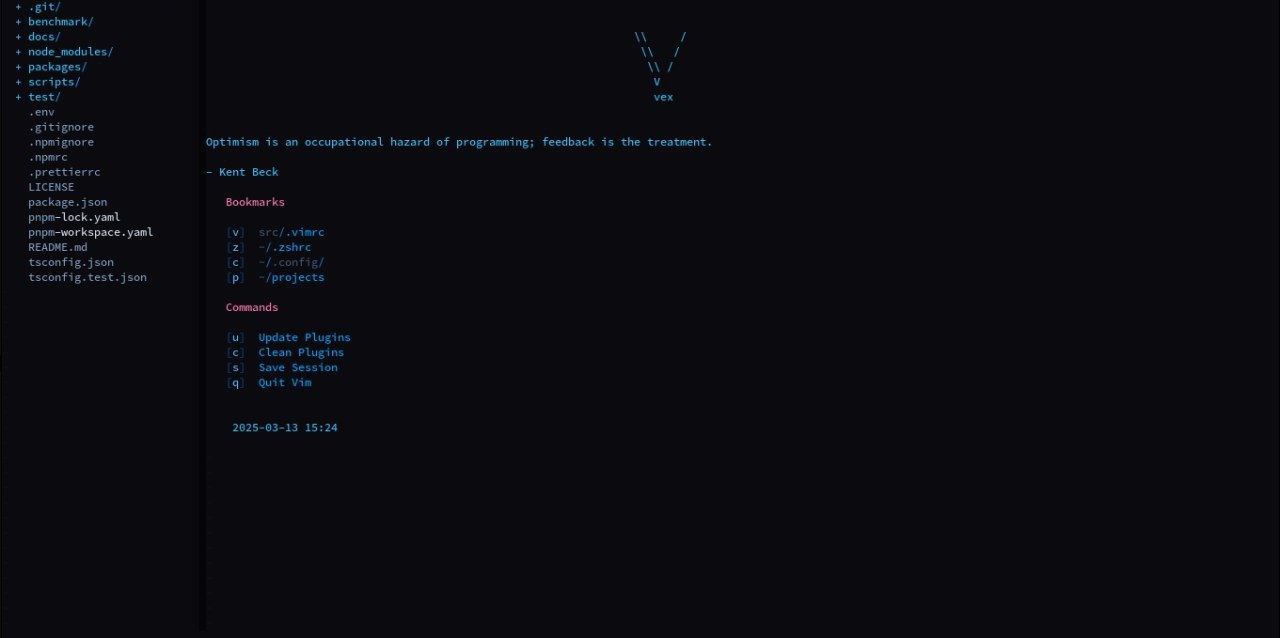 + .git/
+ benchmark/
+ docs/
+ node_modules/
+ packages/
+ scripts/
+ test/
.env
.gitignore
.npmignore
.npmrc
.prettierrc
LICENSE
package.json
pnpm-lock.yaml
pnpm-workspace.yaml
README.md
tsconfig.json
tsconfig.test.json
\\     /
\\   /
\\ /
V
vex
Optimism is an occupational hazard of programming; feedback is the treatment.
- Kent Beck
Bookmarks
[v]  src/.vimrc
[z]  ~/.zshrc
[c]  ~/.config/
[p]  ~/projects
Commands
[u]  Update Plugins
[c]  Clean Plugins
[s]  Save Session
[q]  Quit Vim
2025-03-13 15:24